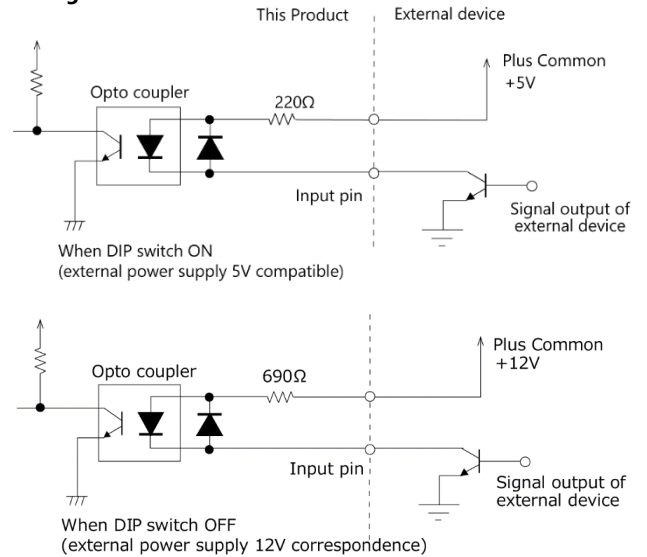 This Product
External device
Plus Common
+5V
Opto coupler
220Ω
Input pin
Signal output of
external device
When DIP switch ON
(external power supply 5V compatible)
Plus Common
+12V
Opto coupler
690Ω
Input pin
Signal output of
external device
When DIP switch OFF
(external power supply 12V correspondence)